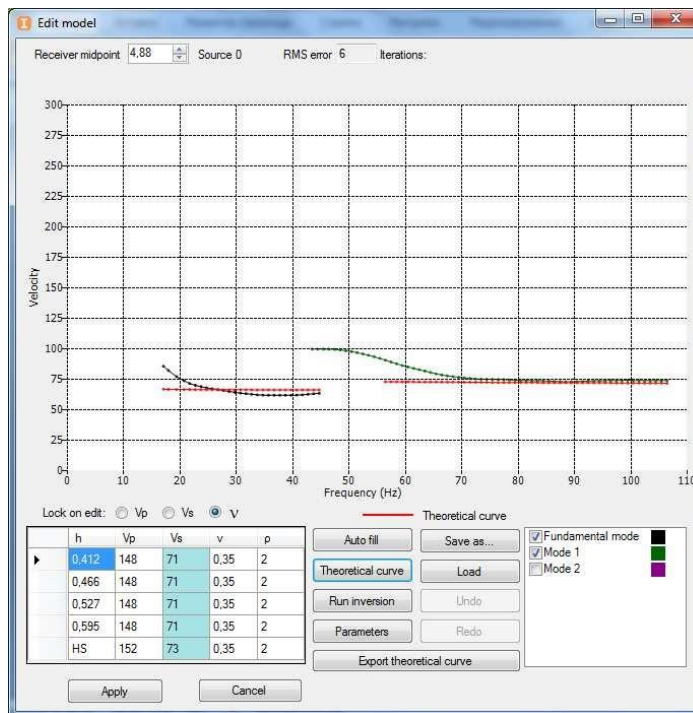 Edit model
Receiver midpoint 4,88 Source 0 RMS error 6 Iterations:
300
275
250
225
200
175
150
125
100
75
50
25
0
Velocity
0 10 20 30 40 50 60 70 80 90 100 110
Frequency (Hz)
Lock on edit: Vp Vs ν
Theoretical curve
h Vp Vs ν ρ
0,412 148 71 0,35 2
0,466 148 71 0,35 2
0,527 148 71 0,35 2
0,595 148 71 0,35 2
HS 152 73 0,35 2
Auto fill Save as...
Theoretical curve Load
Run inversion Undo
Parameters Redo
Export theoretical curve
Fundamental mode
Mode 1
Mode 2
Apply Cancel